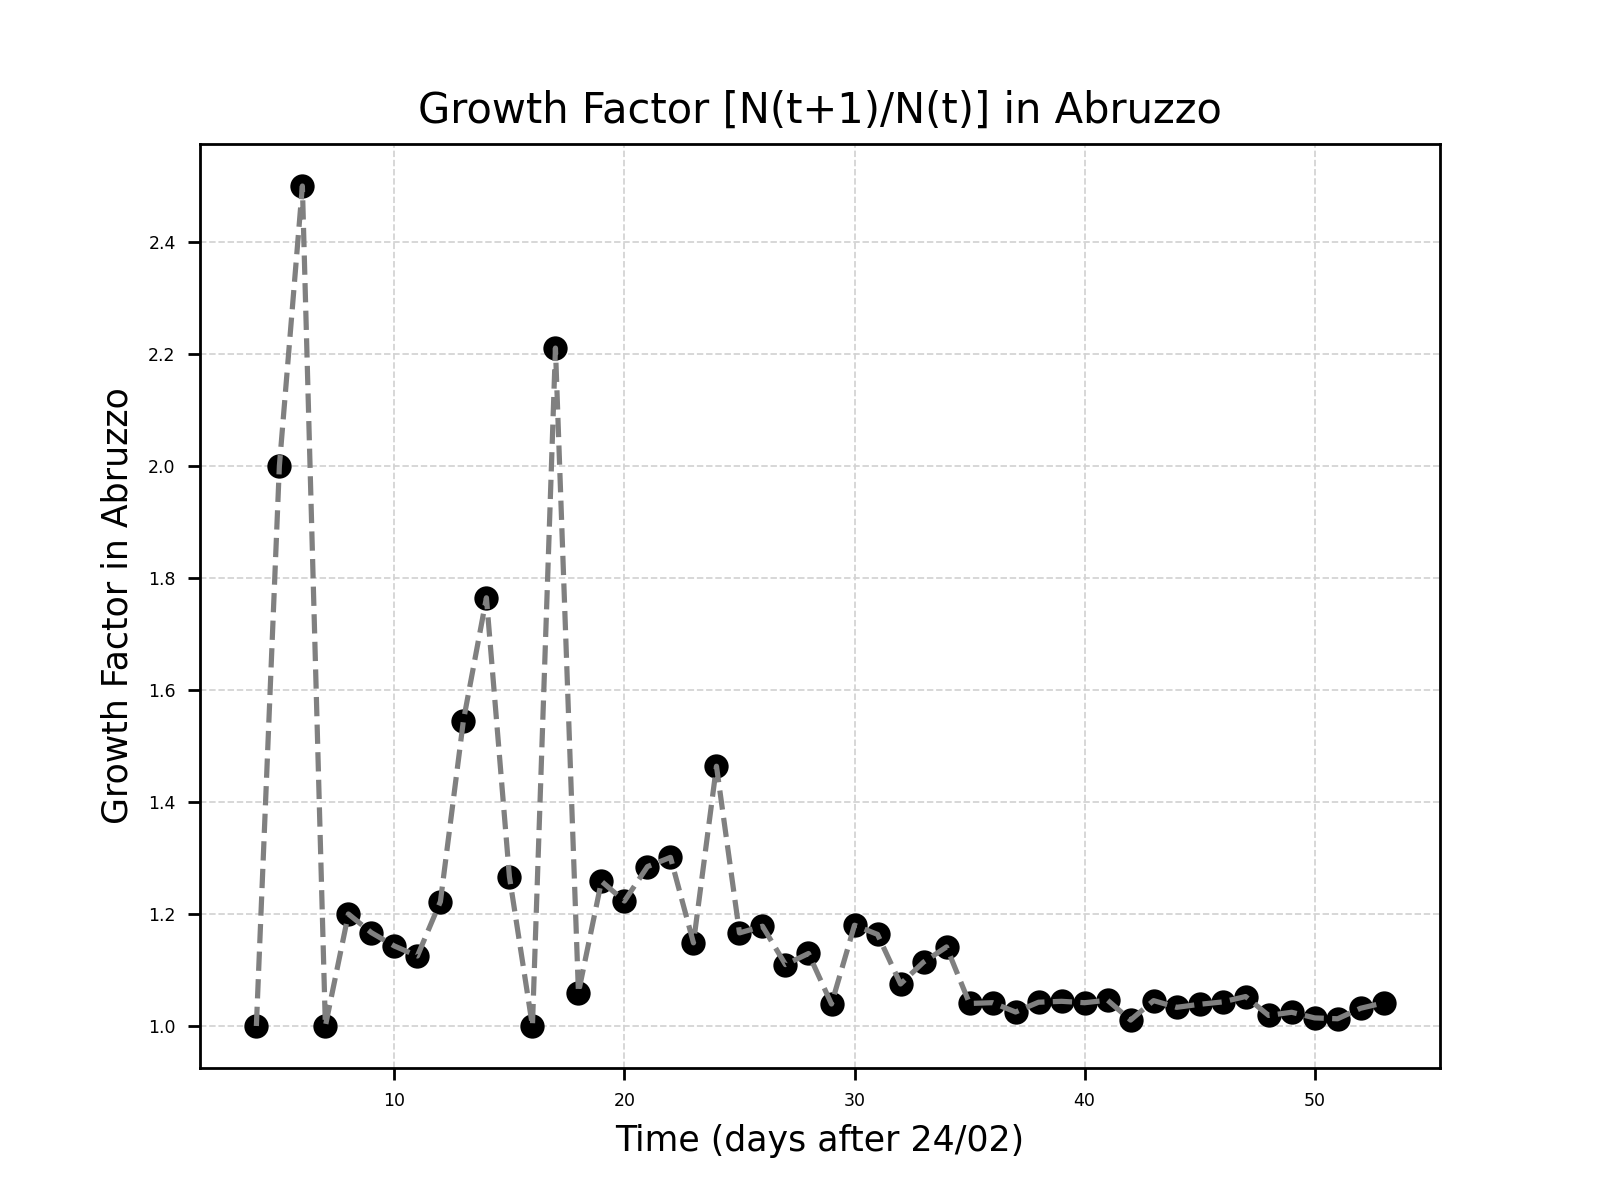 Growth Factor [N(t+1)/N(t)] in Abruzzo
Growth Factor in Abruzzo
2.4
2.2
2.0
1.8
1.6
1.4
1.2
1.0
10 20 30 40 50
Time (days after 24/02)